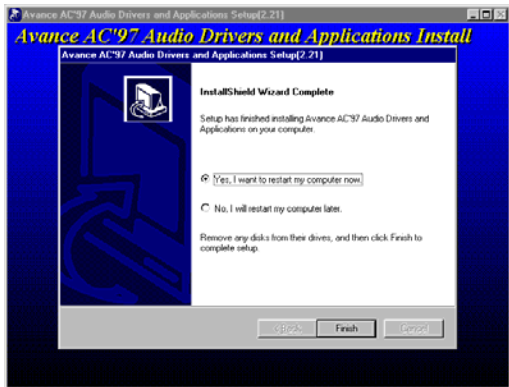 Avance AC'97 Audio Drivers and Applications Setup[2.21]
Avance AC'97 Audio Drivers and Applications Install
Avance AC'97 Audio Drivers and Applications Setup[2.21]
InstallShield Wizard Complete
Setup has finished installing Avance AC'97 Audio Drivers and
Applications on your computer.
Yes, I want to restart my computer now.
No, I will restart my computer later.
Remove any disks from their drives, and then click Finish to
complete setup.
< Back
Finish
Cancel